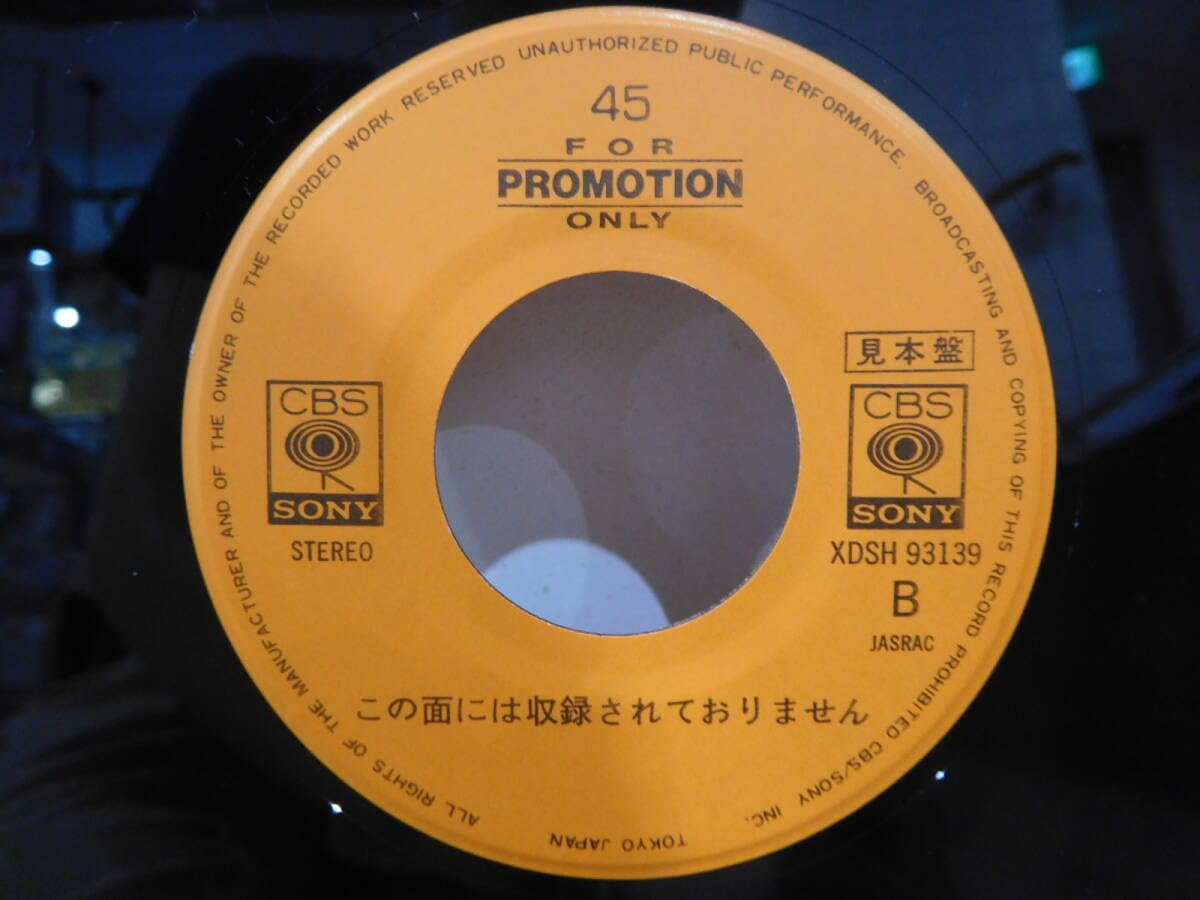 45
FOR
PROMOTION
ONLY
見本盤
CBS
SONY
STEREO
CBS
SONY
XDSH 93139
B
JASRAC
この面には収録されておりません
ALL RIGHTS OF THE MANUFACTURER AND OF THE OWNER OF THE RECORDED WORK RESERVED UNAUTHORIZED PUBLIC PERFORMANCE. BROADCASTING AND COPYING OF THIS RECORD PROHIBITED CBS/SONY INC. TOKYO JAPAN.